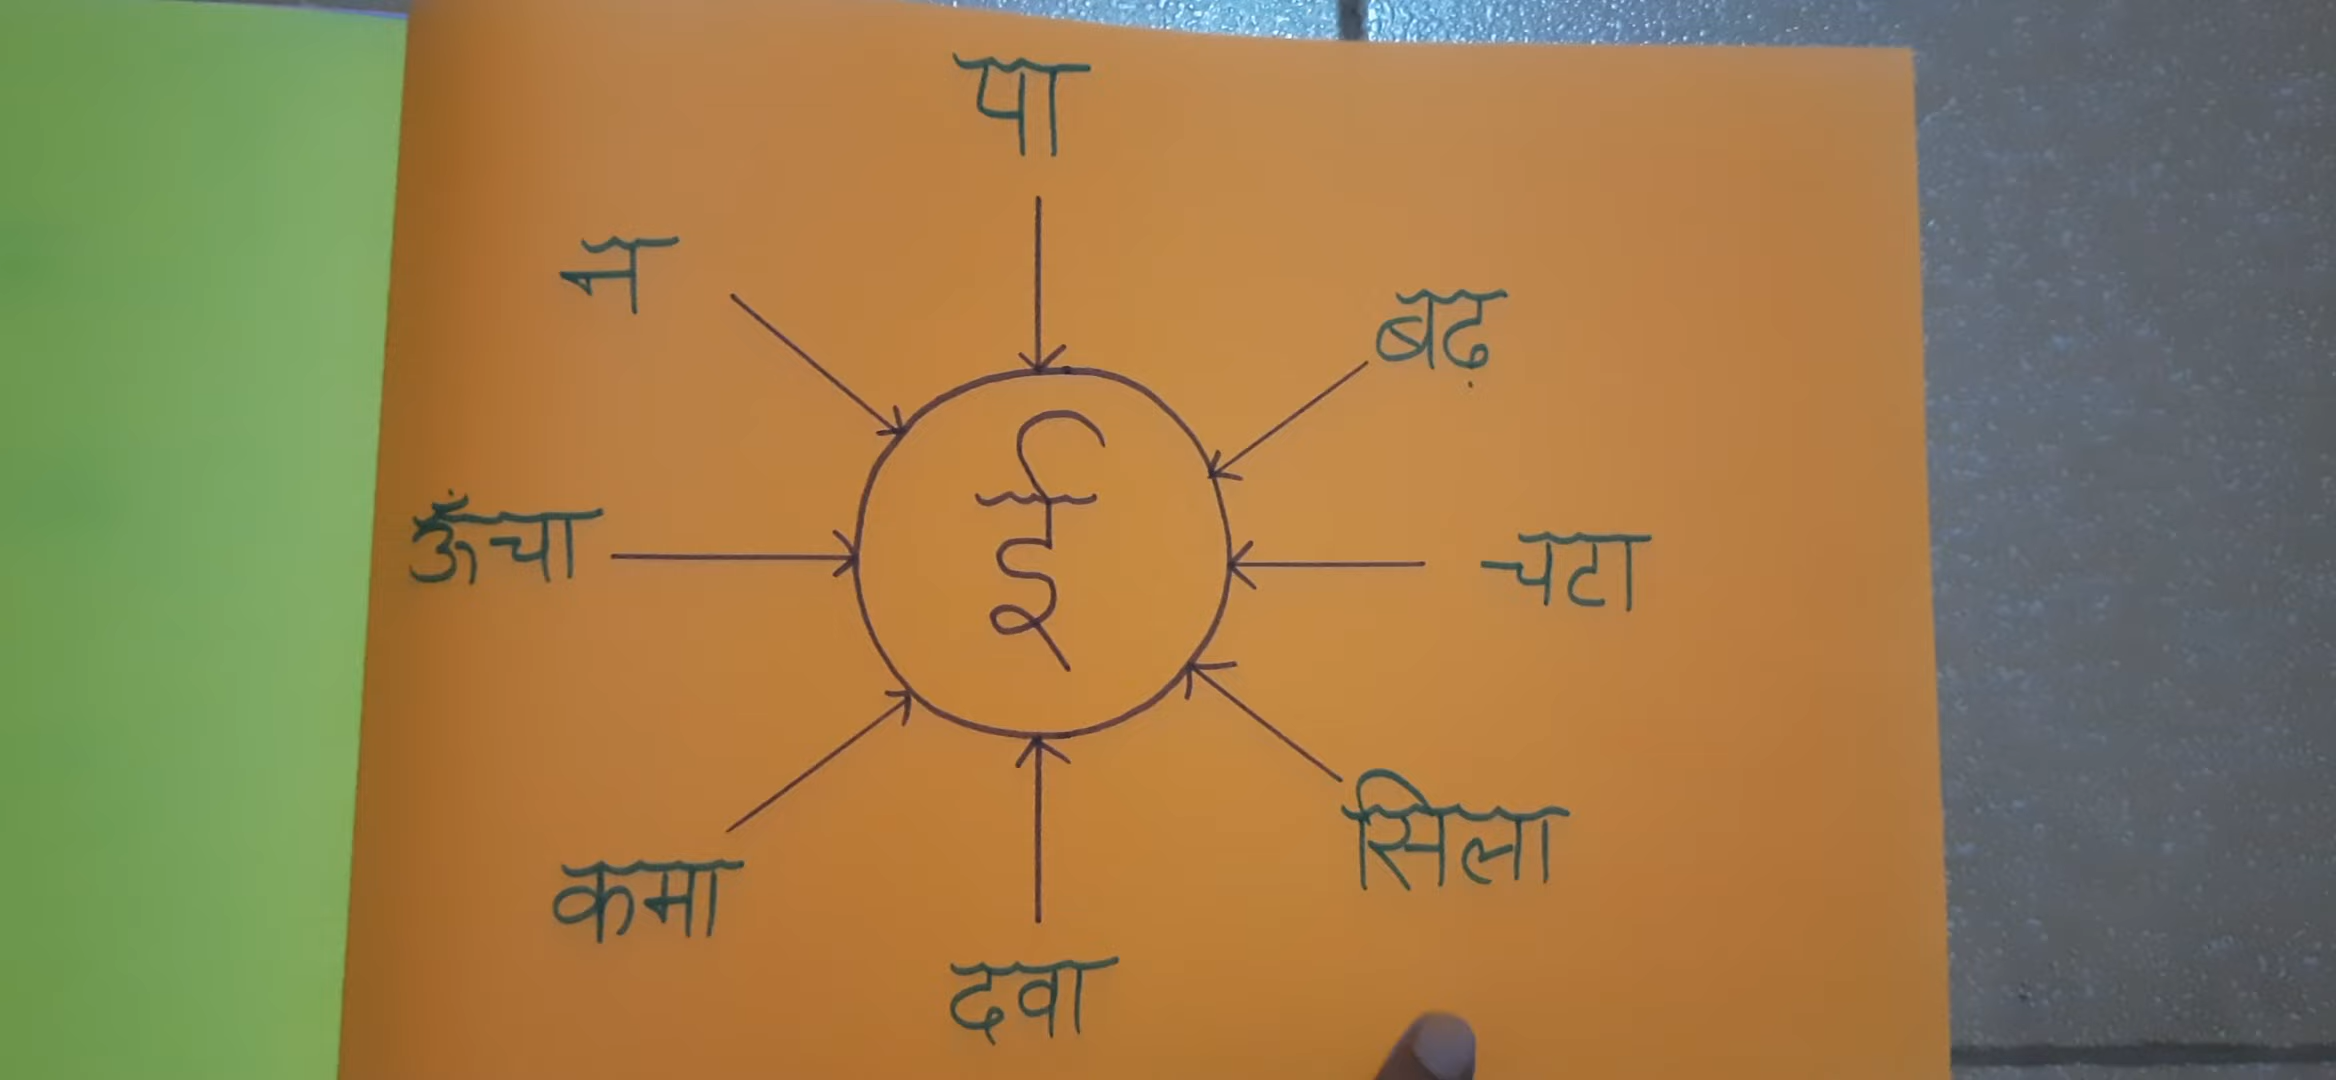 पा
न
बढ़
ऊँचा
ई
चटा
कमा
सिला
दवा